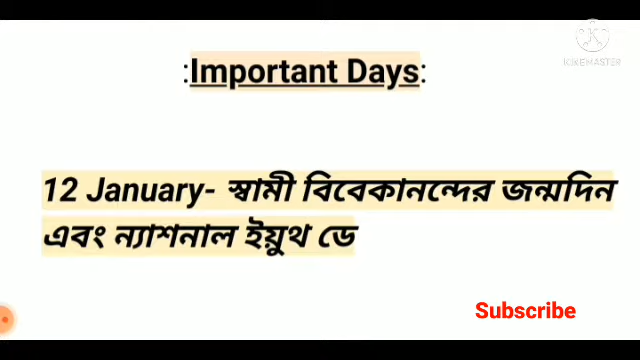 :Important Days:
KINEMASTER
12 January- স্বামী বিবেকানন্দের জন্মদিন
এবং ন্যাশনাল ইয়ুথ ডে
Subscribe